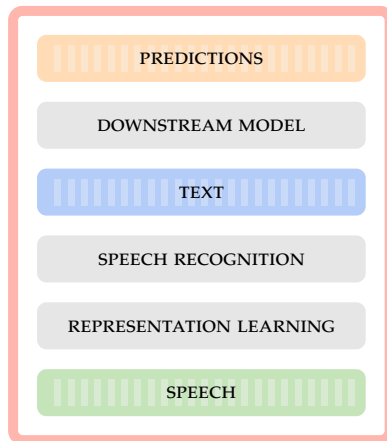 PREDICTIONS
DOWNSTREAM MODEL
TEXT
SPEECH RECOGNITION
REPRESENTATION LEARNING
SPEECH